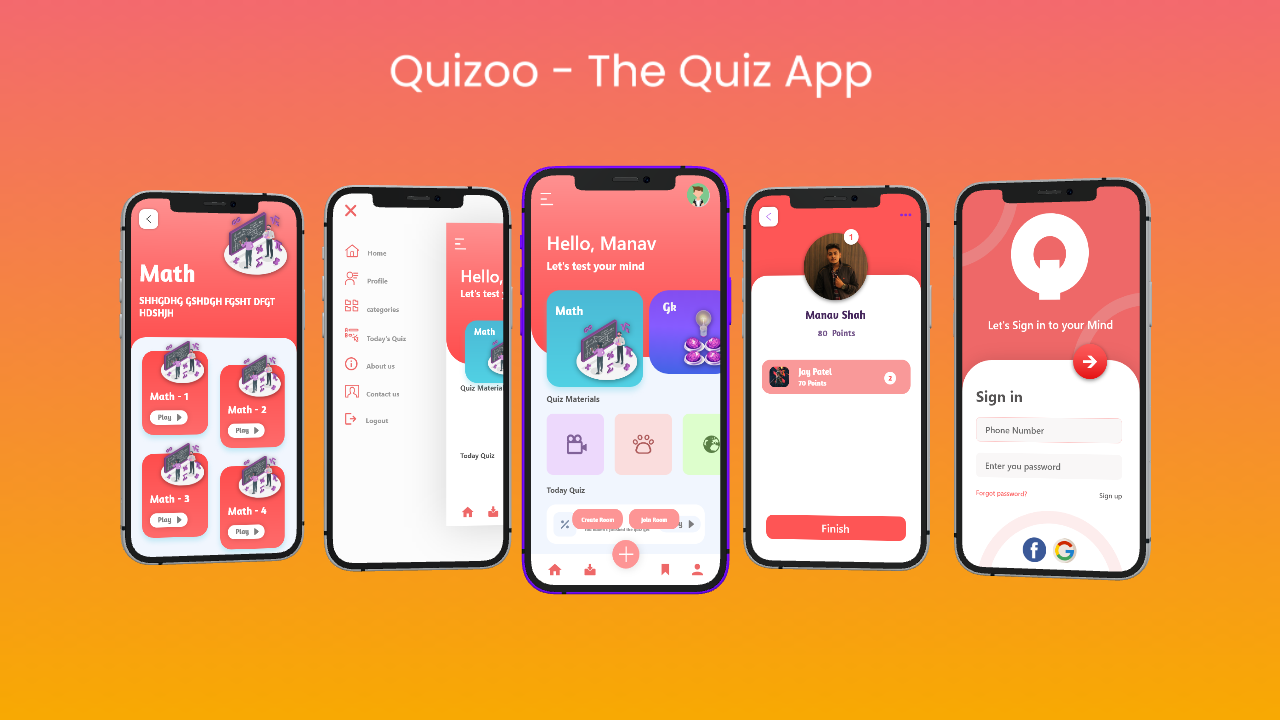 Quizoo - The Quiz App
Math
SHHGDHG GSHDGH FGSHT DFGT
HDSHJH
Math - 1
Play
Math - 2
Play
Math - 3
Play
Math - 4
Play
Home
Profile
categories
Today's Quiz
About us
Contact us
Logout
Hello,
Let's test
Math
Quiz Materia
Today Quiz
Hello, Manav
Let's test your mind
Math
Gk
Quiz Materials
Today Quiz
Create Room
Join Room
1
Manav Shah
80 Points
Jay Patel
70 Points
2
Finish
Let's Sign in to your Mind
Sign in
Phone Number
Enter you password
Forgot password?
Sign up